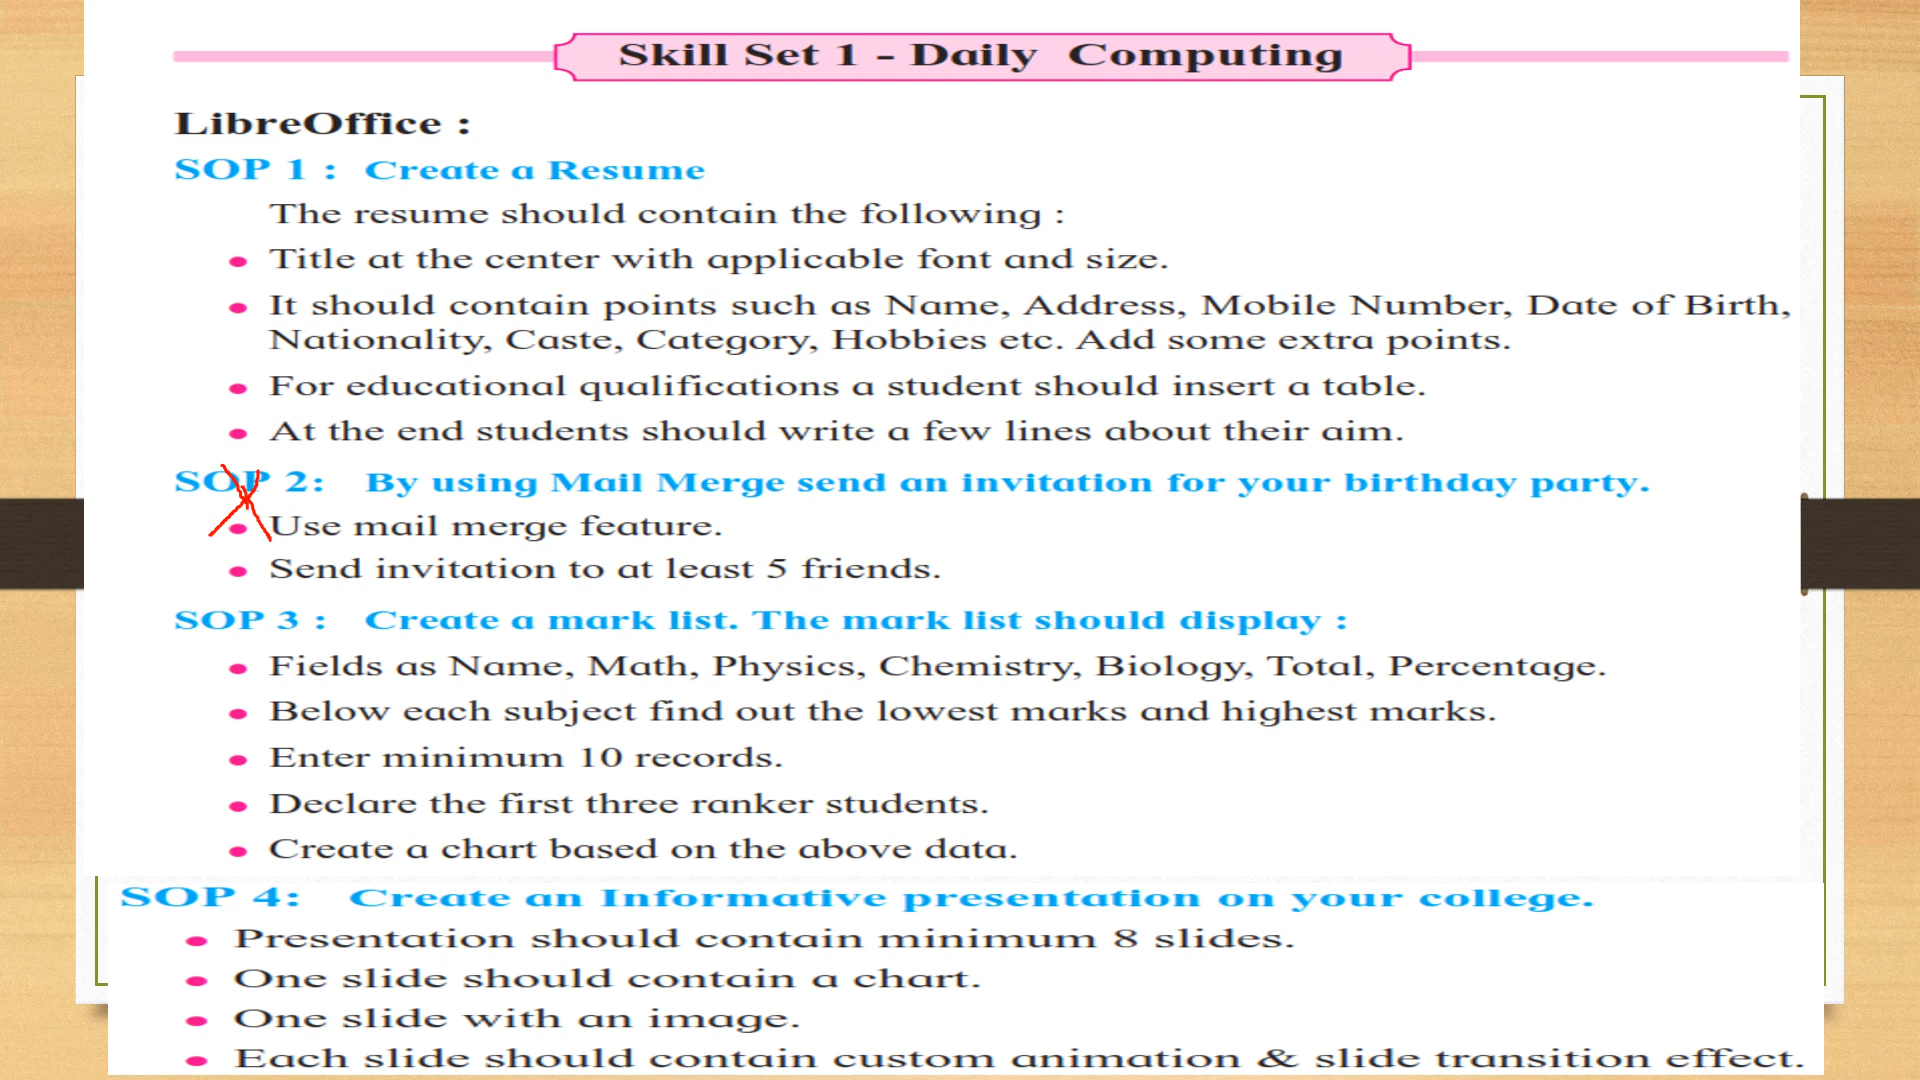 Skill Set 1 - Daily Computing
LibreOffice :
SOP 1 : Create a Resume
The resume should contain the following :
• Title at the center with applicable font and size.
• It should contain points such as Name, Address, Mobile Number, Date of Birth,
Nationality, Caste, Category, Hobbies etc. Add some extra points.
• For educational qualifications a student should insert a table.
• At the end students should write a few lines about their aim.
SOP 2: By using Mail Merge send an invitation for your birthday party.
• Use mail merge feature.
• Send invitation to at least 5 friends.
SOP 3 : Create a mark list. The mark list should display :
• Fields as Name, Math, Physics, Chemistry, Biology, Total, Percentage.
• Below each subject find out the lowest marks and highest marks.
• Enter minimum 10 records.
• Declare the first three ranker students.
• Create a chart based on the above data.
SOP 4: Create an Informative presentation on your college.
• Presentation should contain minimum 8 slides.
• One slide should contain a chart.
• One slide with an image.
• Each slide should contain custom animation & slide transition effect.